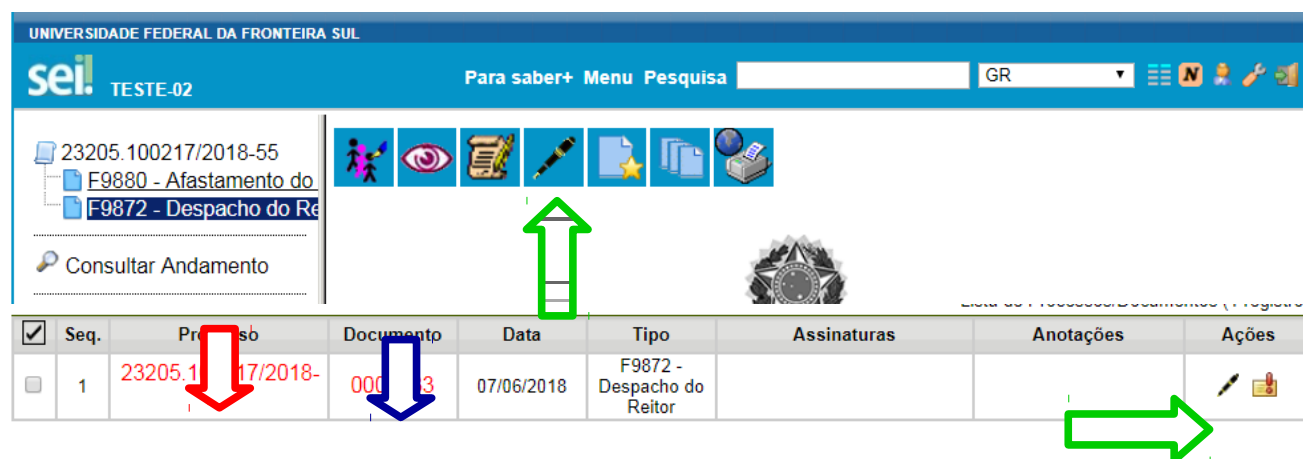 UNIVERSIDADE FEDERAL DA FRONTEIRA SUL
sei! TESTE-02 Para saber+ Menu Pesquisa GR N
23205.100217/2018-55
F9880 - Afastamento do
F9872 - Despacho do Re
Consultar Andamento
Seq. Documento Data Tipo Assinaturas Anotações Ações
1 07/06/2018 F9872 -
Despacho do
Reitor